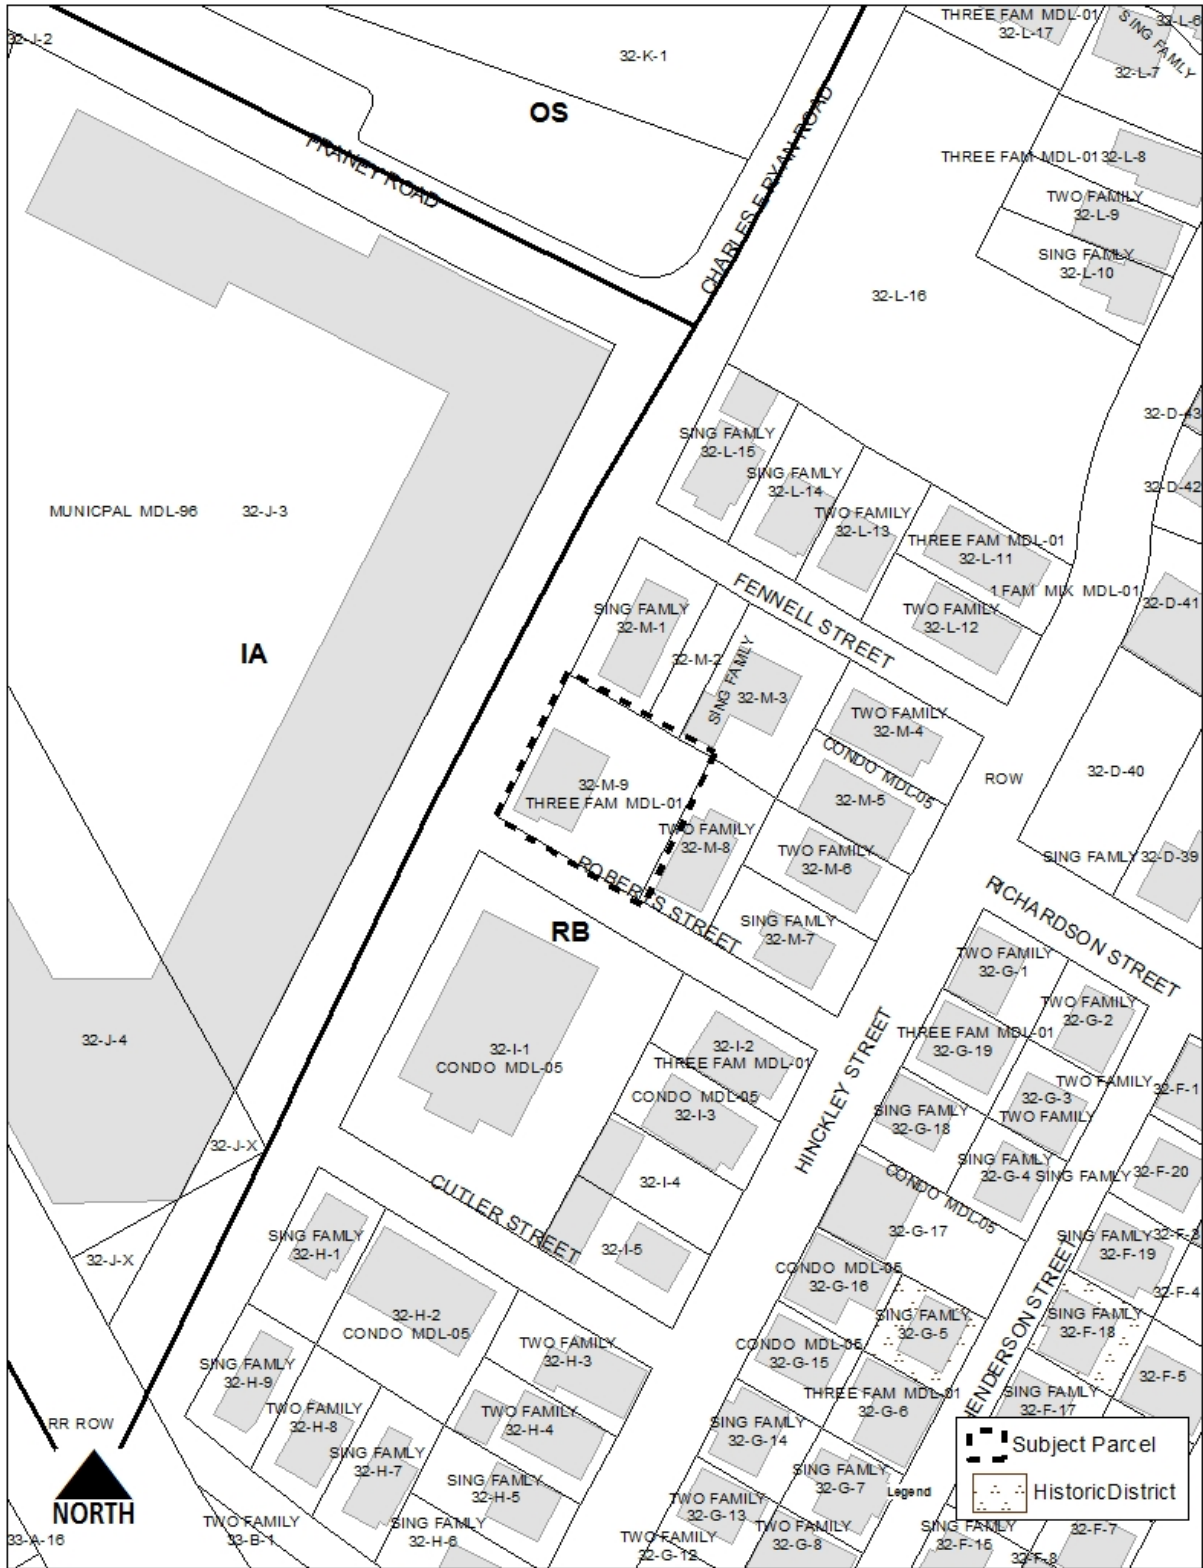 32-J-2
32-K-1
OS
THREE FAM MDL-01
32-L-17
32-L-6
SING FAMLY
32-L-7
FRANEY ROAD
CHARLES E RYAN ROAD
THREE FAM MDL-01 32-L-8
TWO FAMILY
32-L-9
SING FAMLY
32-L-10
32-L-16
32-D-43
32-D-42
32-D-41
SING FAMLY
32-L-15
SING FAMLY
32-L-14
TWO FAMILY
32-L-13
THREE FAM MDL-01
32-L-11
1 FAM MIX MDL-01
TWO FAMILY
32-L-12
MUNICPAL MDL-96
32-J-3
IA
FENNELL STREET
SING FAMLY
32-M-1
32-M-2
SING FAMLY
32-M-3
TWO FAMILY
32-M-4
CONDO MDL-05
32-M-5
ROW
32-D-40
32-M-9
THREE FAM MDL-01
TWO FAMILY
32-M-8
TWO FAMILY
32-M-6
SING FAMLY
32-M-7
SING FAMLY 32-D-39
ROBERTS STREET
RB
RICHARDSON STREET
TWO FAMILY
32-G-1
TWO FAMILY
32-G-2
THREE FAM MDL-01
32-G-19
TWO FAMILY
32-G-3
TWO FAMILY
32-F-1
32-J-4
32-I-1
CONDO MDL-05
32-I-2
THREE FAM MDL-01
CONDO MDL-05
32-I-3
HINCKLEY STREET
SING FAMLY
32-G-18
SING FAMLY
32-G-4
SING FAMLY
32-F-20
32-J-X
32-I-4
CUTLER STREET
CONDO MDL-05
32-G-17
32-I-5
SING FAMLY
32-H-1
32-J-X
SING FAMLY
32-F-19
32-F-3
32-F-4
CONDO MDL-05
32-G-16
SING FAMLY
32-G-5
HENDERSON STREET
SING FAMLY
32-F-18
32-H-2
CONDO MDL-05
TWO FAMILY
32-H-3
CONDO MDL-05
32-G-15
32-F-5
SING FAMLY
32-H-9
THREE FAM MDL-01
32-G-6
SING FAMLY
32-F-17
TWO FAMILY
32-H-8
TWO FAMILY
32-H-4
SING FAMLY
32-G-14
RR ROW
SING FAMLY
32-H-7
SING FAMLY
32-H-5
SING FAMLY
32-G-7
Legend
Subject Parcel
HistoricDistrict
NORTH
TWO FAMILY
32-G-13
33-A-16
TWO FAMILY
33-B-1
SING FAMLY
32-H-6
TWO FAMILY
32-G-12
TWO FAMILY
32-G-8
SING FAMLY
32-F-15
32-F-7
32-F-8